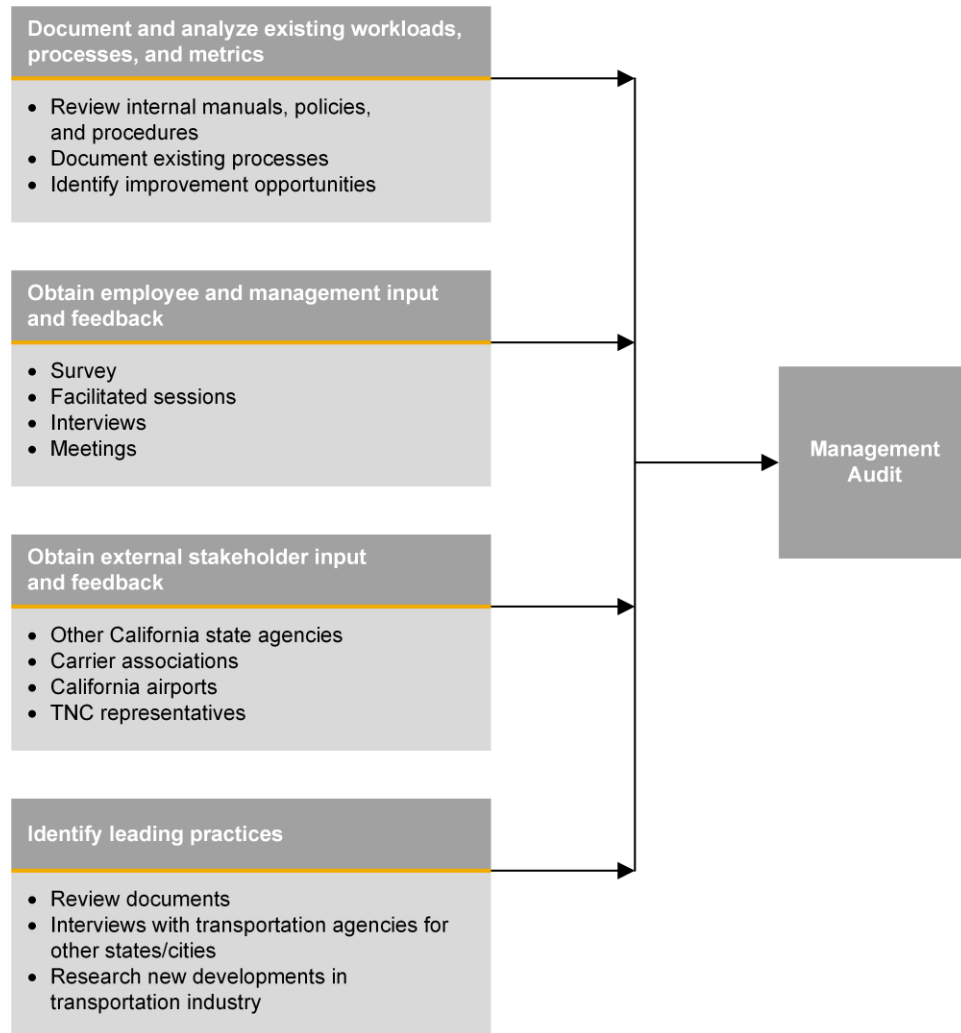 Document and analyze existing workloads,
processes, and metrics
• Review internal manuals, policies,
and procedures
• Document existing processes
• Identify improvement opportunities
Obtain employee and management input
and feedback
• Survey
• Facilitated sessions
• Interviews
• Meetings
Obtain external stakeholder input
and feedback
• Other California state agencies
• Carrier associations
• California airports
• TNC representatives
Identify leading practices
• Review documents
• Interviews with transportation agencies for
other states/cities
• Research new developments in
transportation industry
Management
Audit